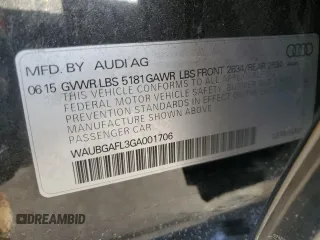 MFD. BY AUDI AG
06 15 GVWR LBS 5181 GAWR LBS FRONT 2634/REAR
THIS VEHICLE CONFORMS TO ALL APPLICABLE
FEDERAL MOTOR VEHICLE SAFETY, BUMPER
AND THEFT PREVENTION STANDARDS IN
EFFECT ON THE DATE OF MANUFACTURE
PASSENGER CAR
WAUBGAFL3GA001706
DREAMBID